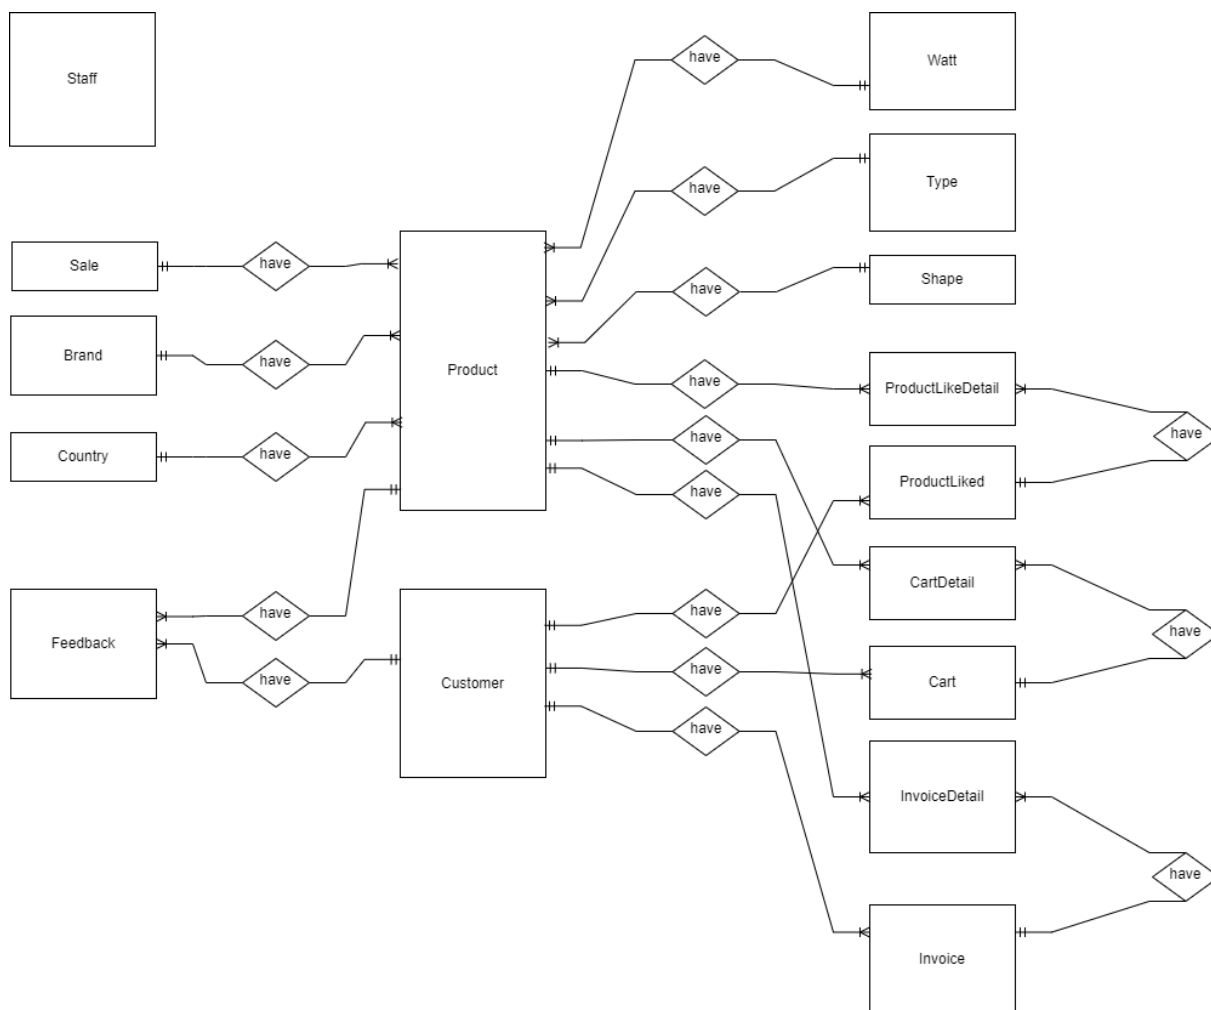 Staff
have
Watt
have
Type
Sale
have
have
Shape
Brand
have
Product
have
ProductLikeDetail
Country
have
have
have
have
ProductLiked
CartDetail
Feedback
have
have
have
have
Customer
have
Cart
have
InvoiceDetail
have
Invoice